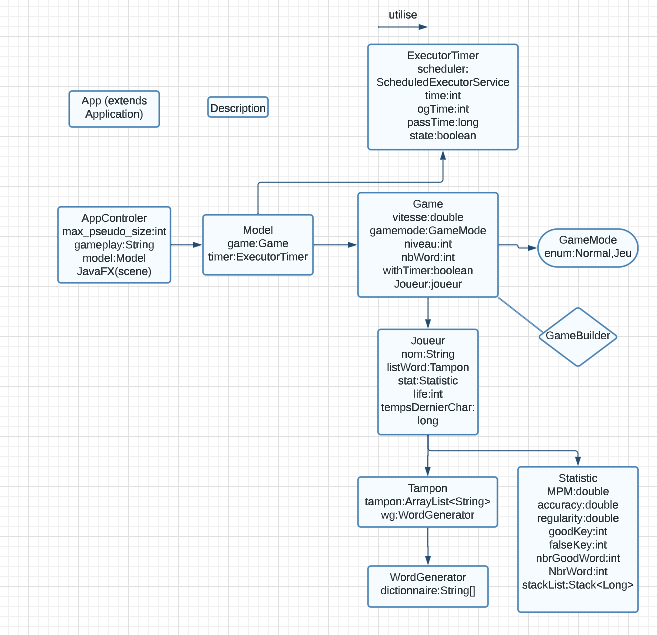 utilise
ExecutorTimer
scheduler:
ScheduledExecutorService
time:int
ogTime:int
passTime:long
state:boolean
App (extends
Application)
Description
AppControler
max_pseudo_size:int
gameplay:String
model:Model
JavaFX(scene)
Model
game:Game
timer:ExecutorTimer
Game
vitesse:double
gamemode:GameMode
niveau:int
nbWord:int
withTimer:boolean
Joueur:joueur
GameMode
enum:Normal,Jeu
GameBuilder
Joueur
nom:String
listWord:Tampon
stat:Statistic
life:int
tempsDernierChar:
long
Tampon
tampon:ArrayList<String>
wg:WordGenerator
Statistic
MPM:double
accuracy:double
regularity:double
goodKey:int
falseKey:int
nbrGoodWord:int
NbrWord:int
stackList:Stack<Long>
WordGenerator
dictionnaire:String[]